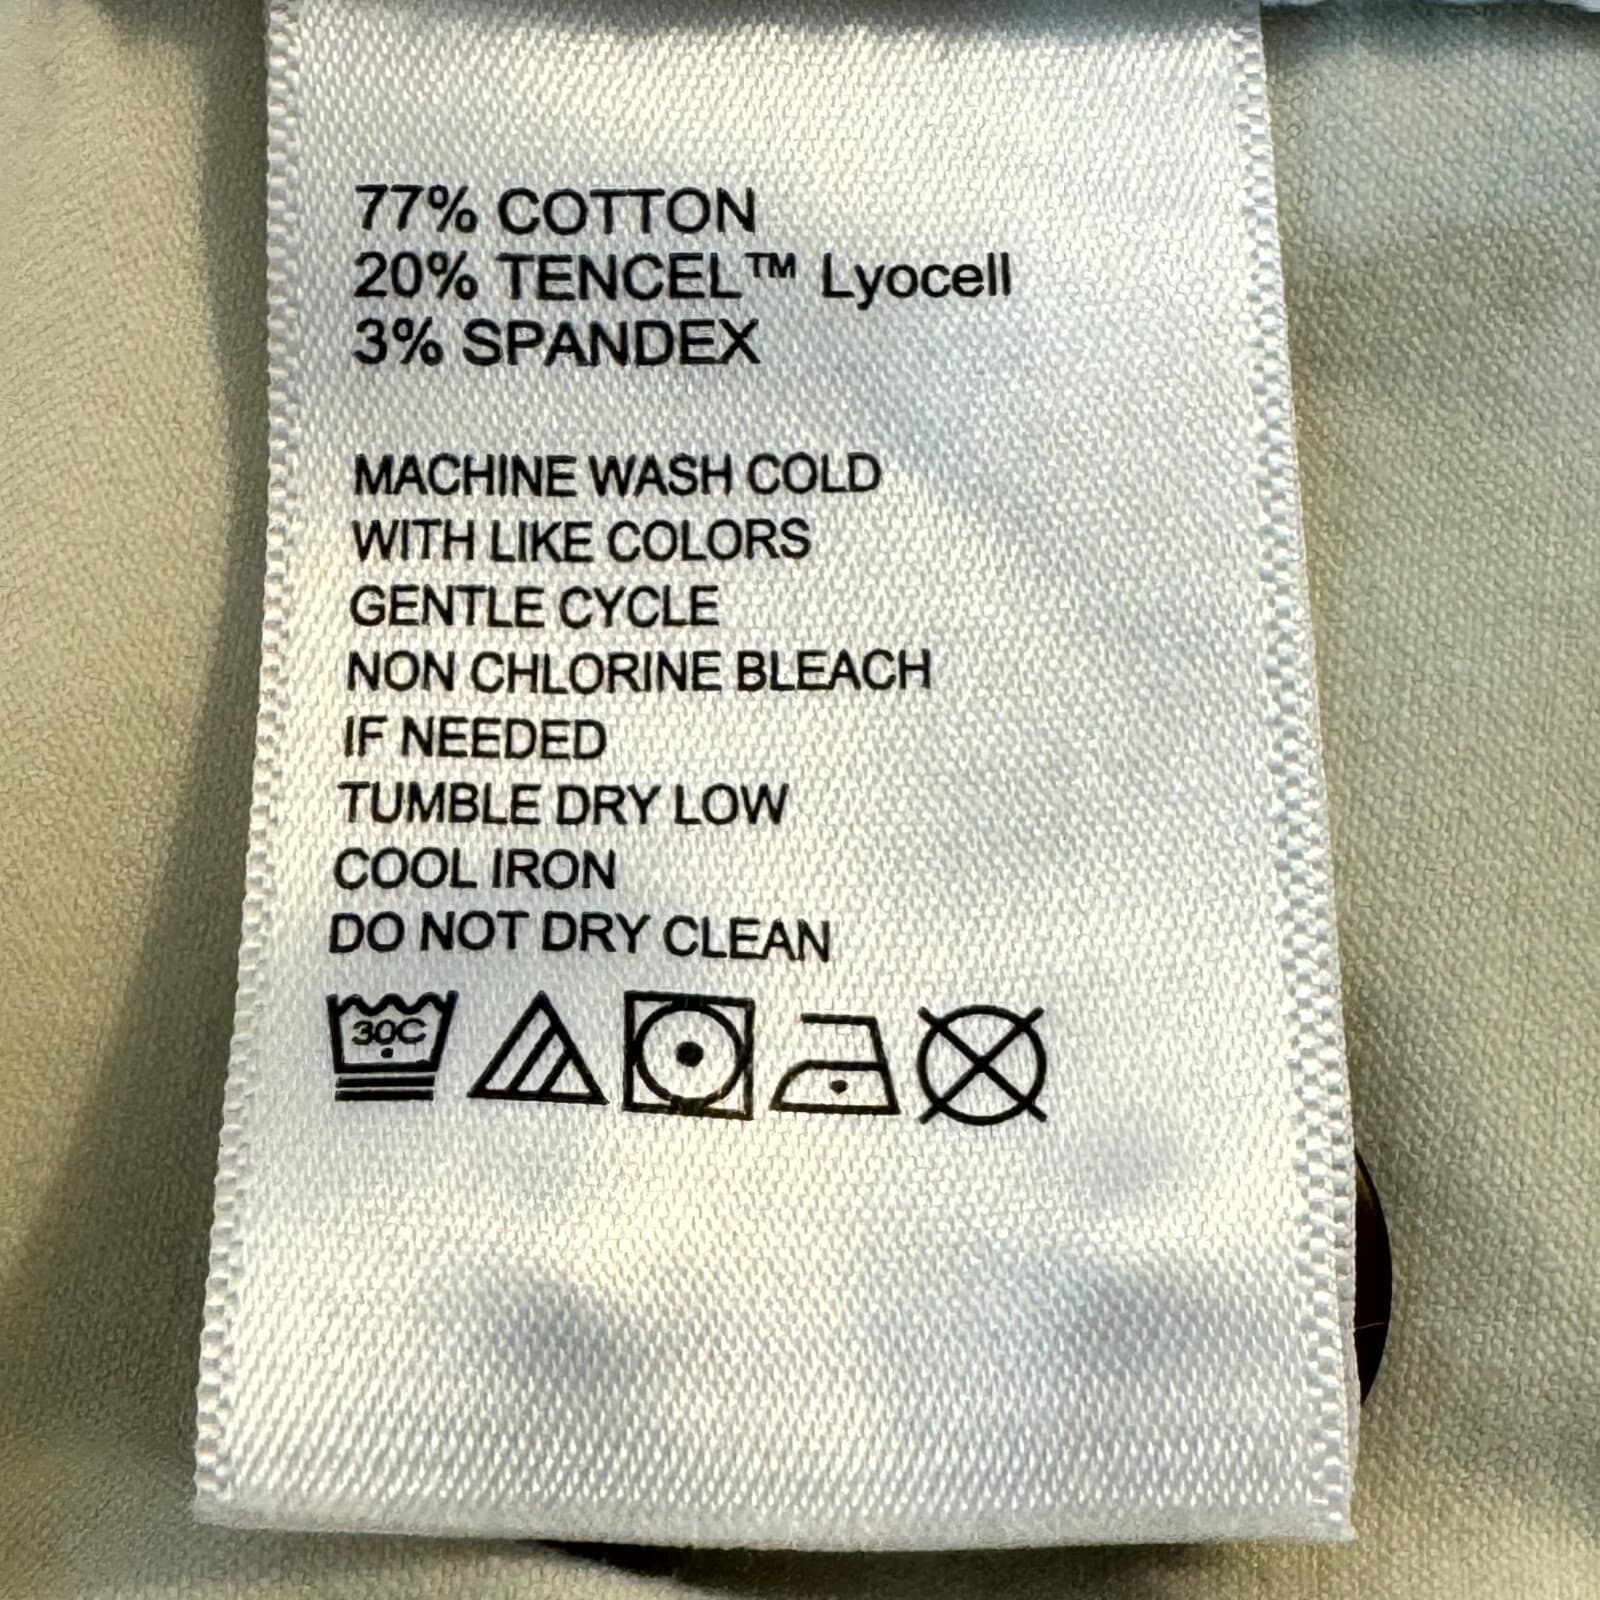 77% COTTON
20% TENCEL™ Lyocell
3% SPANDEX
MACHINE WASH COLD
WITH LIKE COLORS
GENTLE CYCLE
NON CHLORINE BLEACH
IF NEEDED
TUMBLE DRY LOW
COOL IRON
DO NOT DRY CLEAN
30C